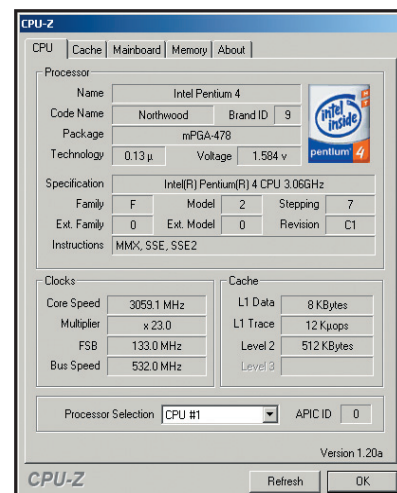 CPU-Z
CPU Cache Mainboard Memory About
Processor
Name Intel Pentium 4
Code Name Northwood Brand ID 9
Package mPGA-478
Technology 0.13 µ Voltage 1.584 v
intel inside pentium 4
Specification Intel(R) Pentium(R) 4 CPU 3.06GHz
Family F Model 2 Stepping 7
Ext. Family 0 Ext. Model 0 Revision C1
Instructions MMX, SSE, SSE2
Clocks Cache
Core Speed 3059.1 MHz L1 Data 8 KBytes
Multiplier x 23.0 L1 Trace 12 Kµops
FSB 133.0 MHz Level 2 512 KBytes
Bus Speed 532.0 MHz Level 3
Processor Selection CPU #1 APIC ID 0
Version 1.20a
CPU-Z Refresh OK